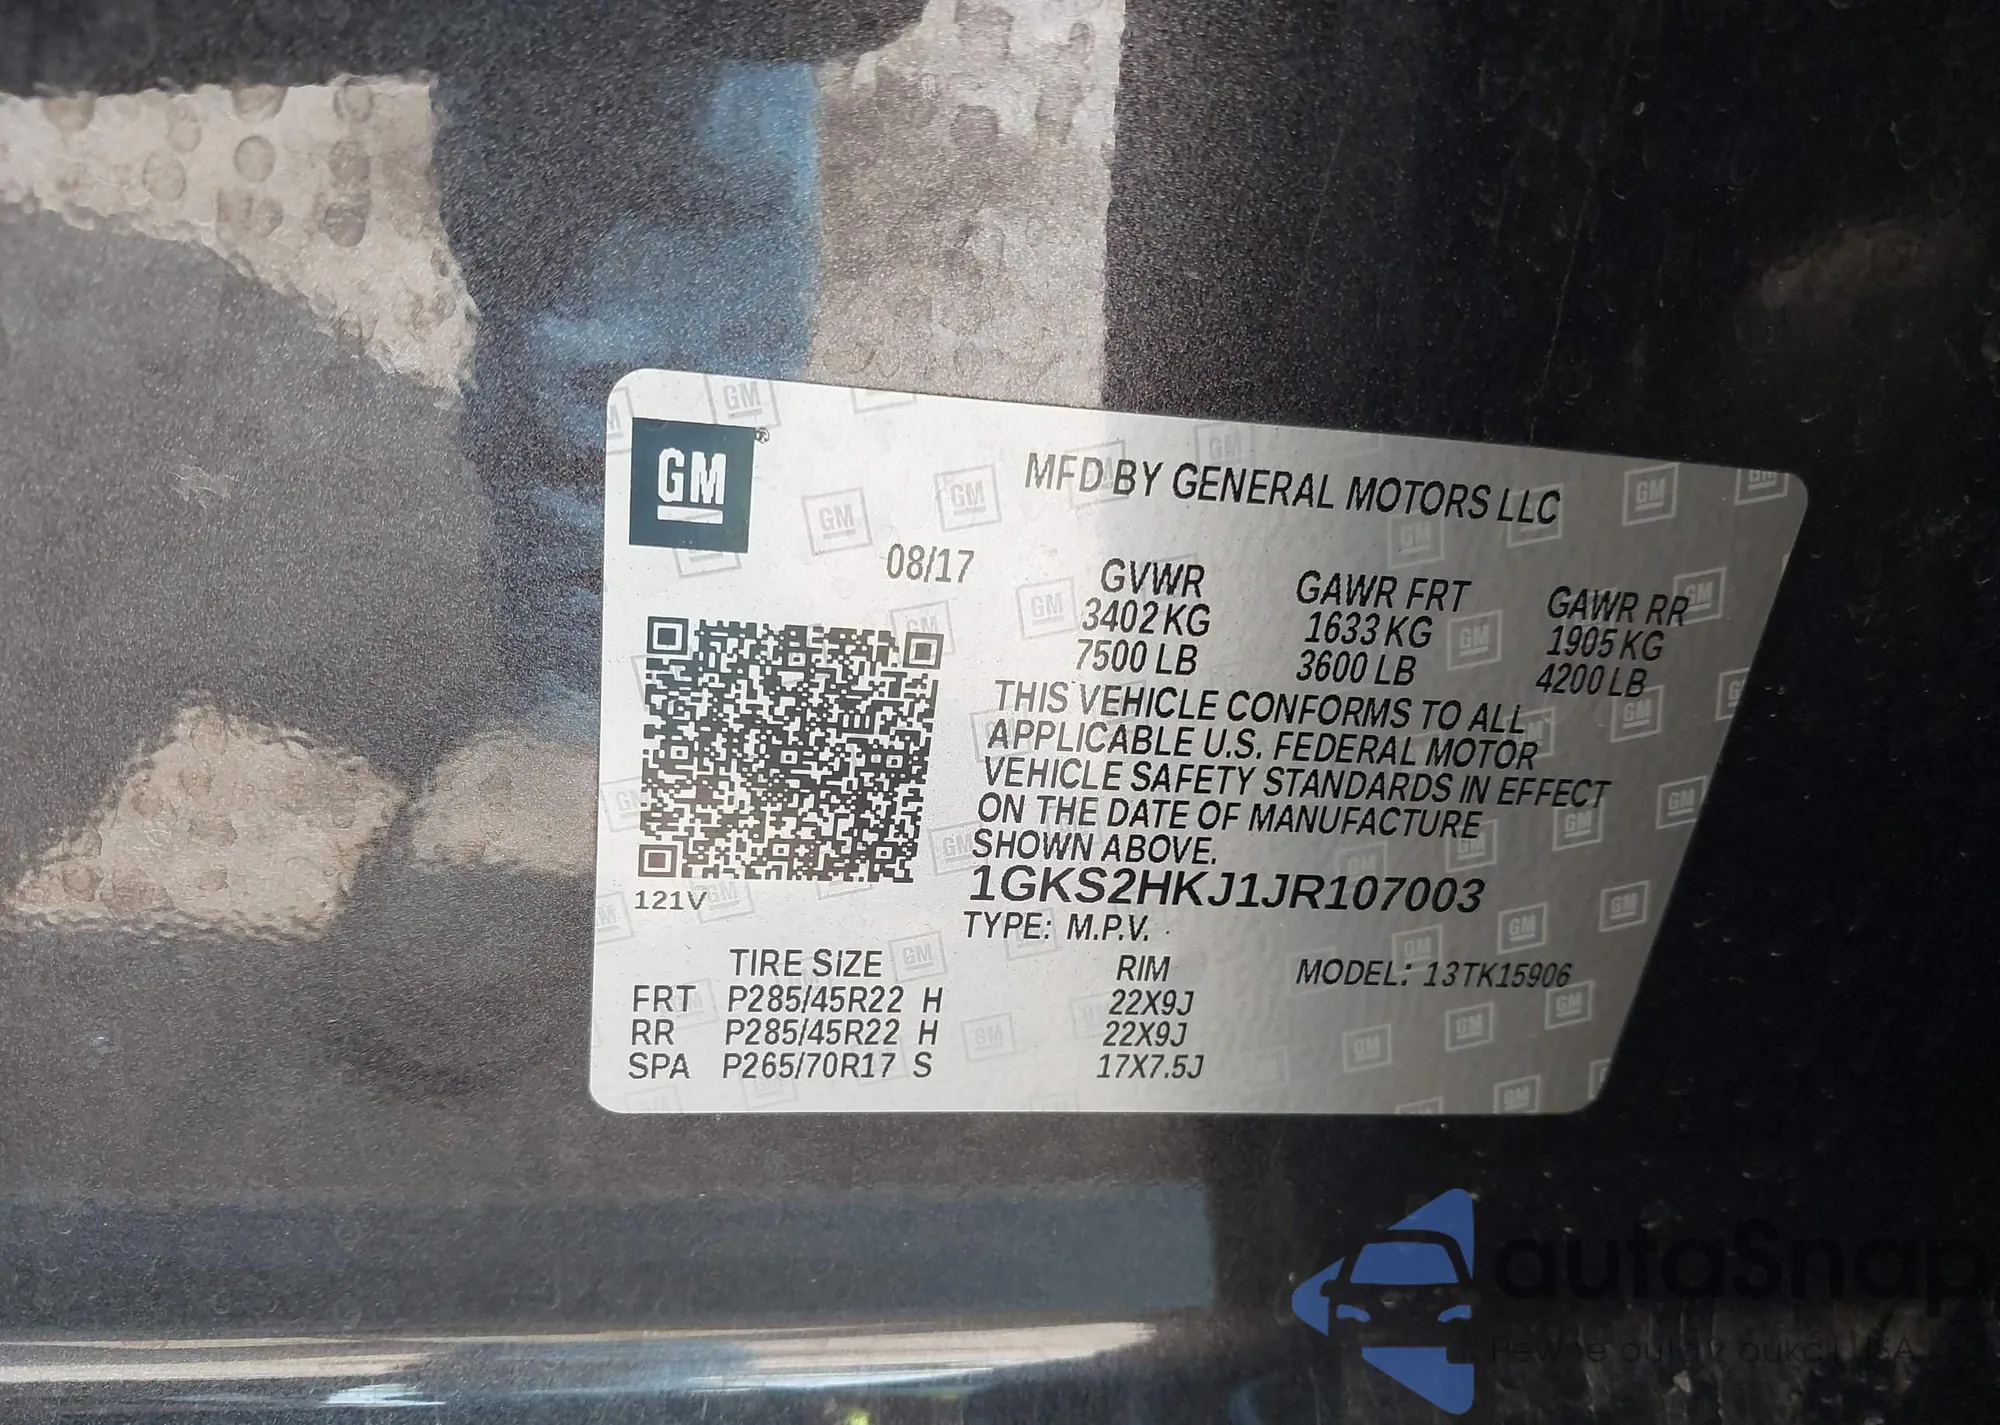 GM
MFD BY GENERAL MOTORS LLC
08/17
GVWR GAWR FRT GAWR RR
3402 KG 1633 KG 1905 KG
7500 LB 3600 LB 4200 LB
THIS VEHICLE CONFORMS TO ALL
APPLICABLE U.S. FEDERAL MOTOR
VEHICLE SAFETY STANDARDS IN EFFECT
ON THE DATE OF MANUFACTURE
SHOWN ABOVE.
1GKS2HKJ1JR107003
121V
TYPE: M.P.V.
TIRE SIZE RIM MODEL: 13TK15906
FRT P285/45R22 H 22X9J
RR P285/45R22 H 22X9J
SPA P265/70R17 S 17X7.5J
autaSnap